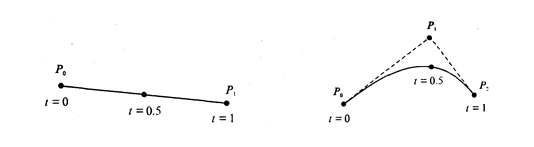 P₀
P₁
t = 0
t = 0.5
t = 1
P₁
P₀
P₂
t = 0.5
t = 0
t = 1